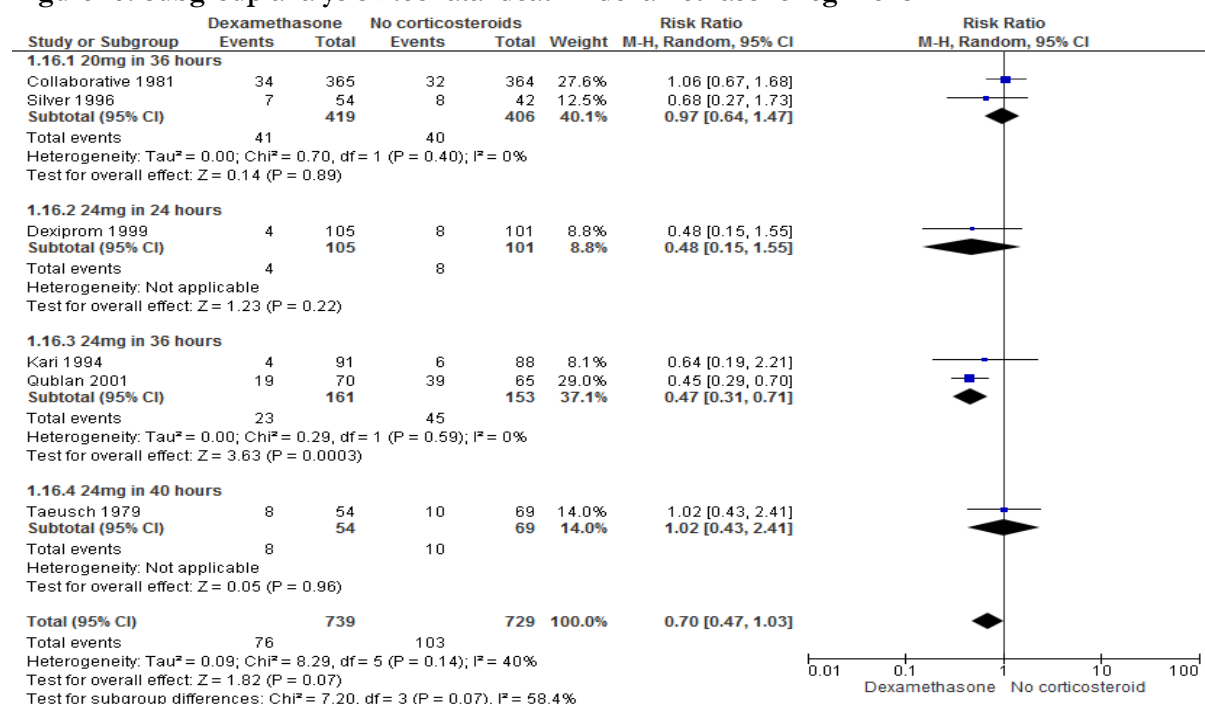 Dexamethasone No corticosteroids Risk Ratio Risk Ratio
Study or Subgroup Events Total Events Total Weight M-H, Random, 95% CI M-H, Random, 95% CI
1.16.1 20mg in 36 hours
Collaborative 1981 34 365 32 364 27.6% 1.06 [0.67, 1.68]
Silver 1996 7 54 8 42 12.5% 0.68 [0.27, 1.73]
Subtotal (95% CI) 419 406 40.1% 0.97 [0.64, 1.47]
Total events 41 40
Heterogeneity: Tau² = 0.00; Chi² = 0.70, df = 1 (P = 0.40); I² = 0%
Test for overall effect: Z = 0.14 (P = 0.89)
1.16.2 24mg in 24 hours
Dexiprom 1999 4 105 8 101 8.8% 0.48 [0.15, 1.55]
Subtotal (95% CI) 105 101 8.8% 0.48 [0.15, 1.55]
Total events 4 8
Heterogeneity: Not applicable
Test for overall effect: Z = 1.23 (P = 0.22)
1.16.3 24mg in 36 hours
Kari 1994 4 91 6 88 8.1% 0.64 [0.19, 2.21]
Qublan 2001 19 70 39 65 29.0% 0.45 [0.29, 0.70]
Subtotal (95% CI) 161 153 37.1% 0.47 [0.31, 0.71]
Total events 23 45
Heterogeneity: Tau² = 0.00; Chi² = 0.29, df = 1 (P = 0.59); I² = 0%
Test for overall effect: Z = 3.63 (P = 0.0003)
1.16.4 24mg in 40 hours
Taeusch 1979 8 54 10 69 14.0% 1.02 [0.43, 2.41]
Subtotal (95% CI) 54 69 14.0% 1.02 [0.43, 2.41]
Total events 8 10
Heterogeneity: Not applicable
Test for overall effect: Z = 0.05 (P = 0.96)
Total (95% CI) 739 729 100.0% 0.70 [0.47, 1.03]
Total events 76 103
Heterogeneity: Tau² = 0.09; Chi² = 8.29, df = 5 (P = 0.14); I² = 40%
Test for overall effect: Z = 1.82 (P = 0.07)
Test for subgroup differences: Chi² = 7.20, df = 3 (P = 0.07), I² = 58.4%
0.01 0.1 1 10 100
Dexamethasone No corticosteroid